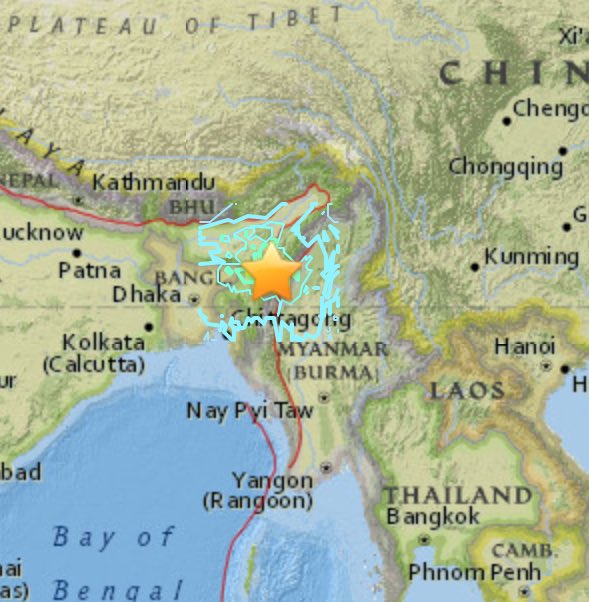 PLATEAU OF TIBET
Xi'a
CHIN
Chengd
LAYA
Chongqing
NEPAL
Kathmandu
BHU
G
ucknow
Kunming
Patna
BANG
Dhaka
Chittagong
Kolkata
(Calcutta)
MYANMAR
(BURMA)
Hanoi
ur
LAOS
H
Nay Pyi Taw
bad
Yangon
(Rangoon)
THAILAND
Bangkok
Bay of
Bengal
CAMB.
nai
as)
Phnom Penh